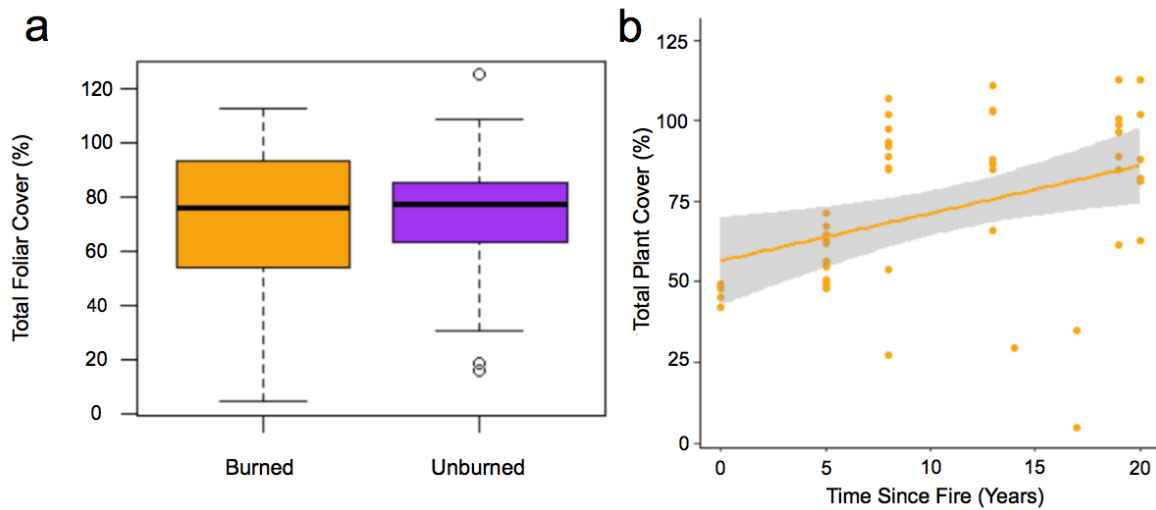 a
Total Foliar Cover (%)
120
100
80
60
40
20
0
Burned
Unburned
b
Total Plant Cover (%)
125
100
75
50
25
0
0
5
10
15
20
Time Since Fire (Years)